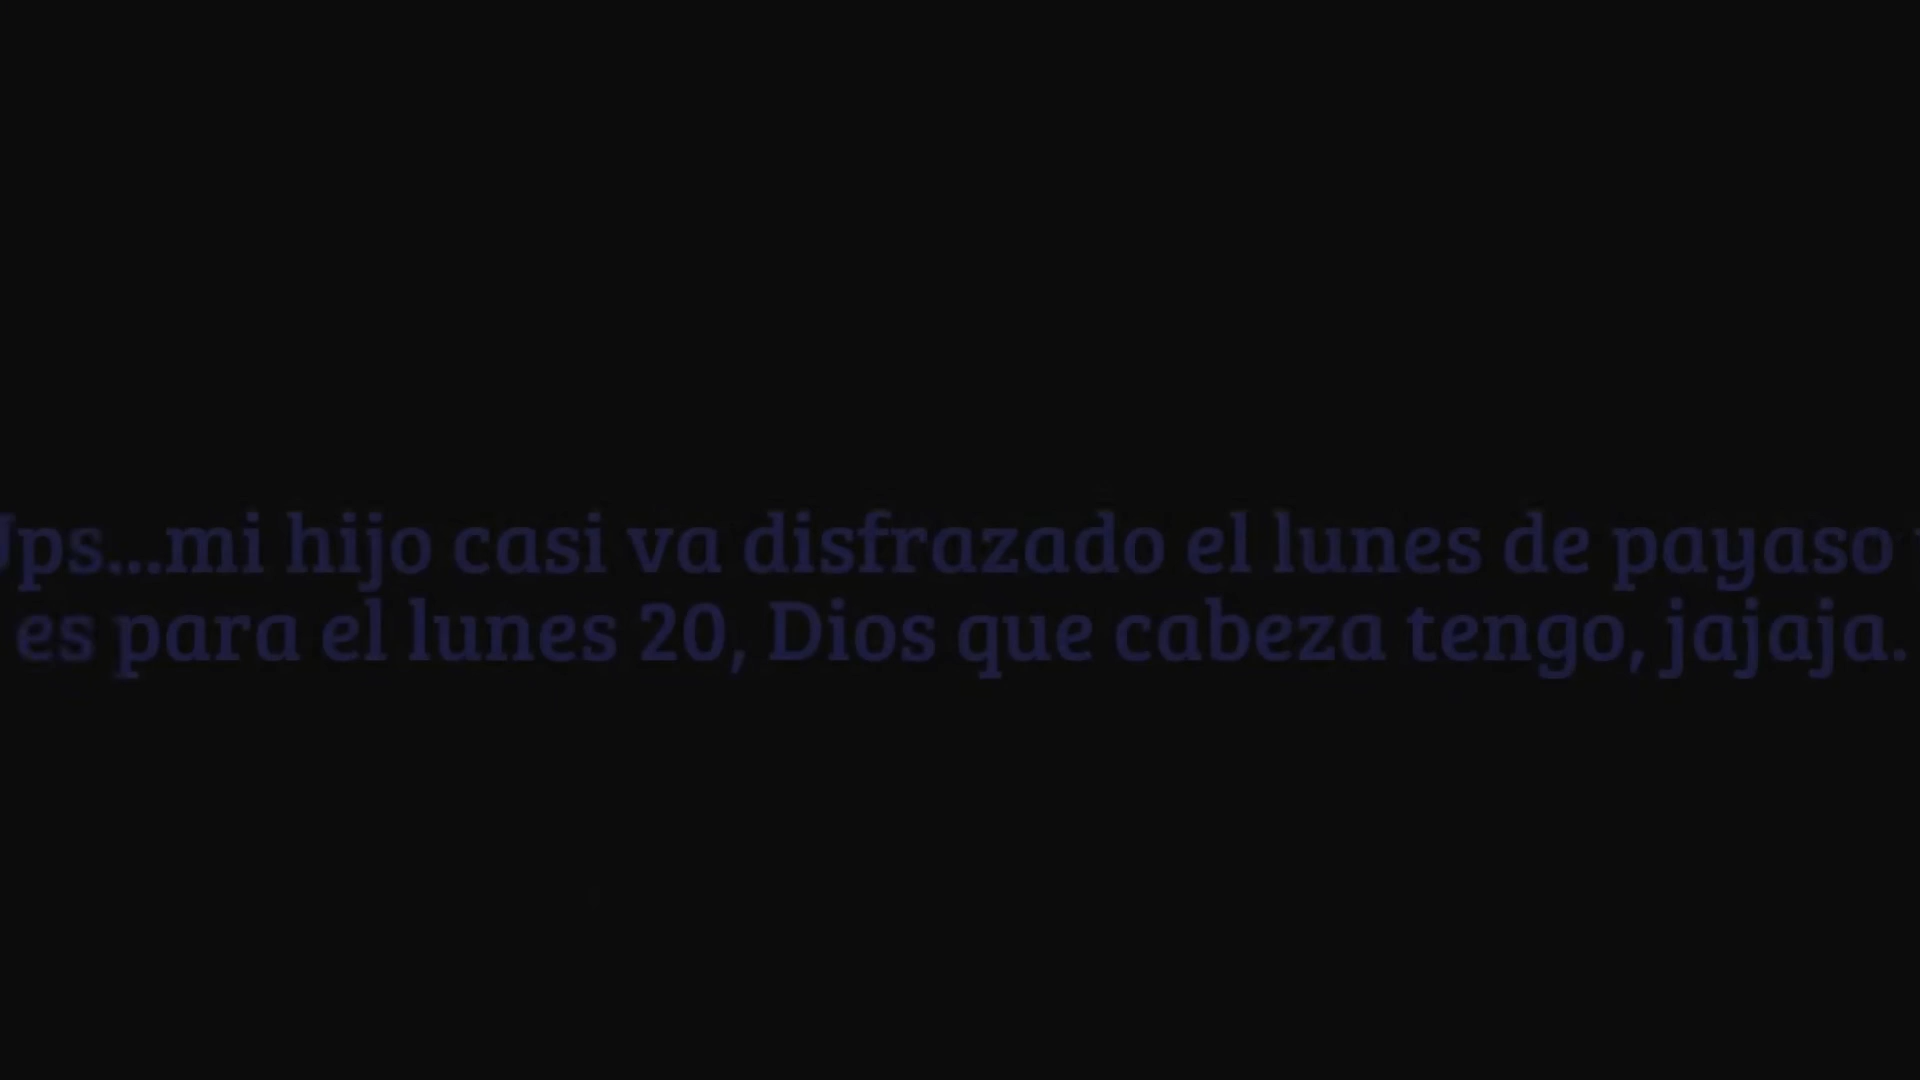 Ups...mi hijo casi va disfrazado el lunes de payaso
es para el lunes 20, Dios que cabeza tengo, jajaja.